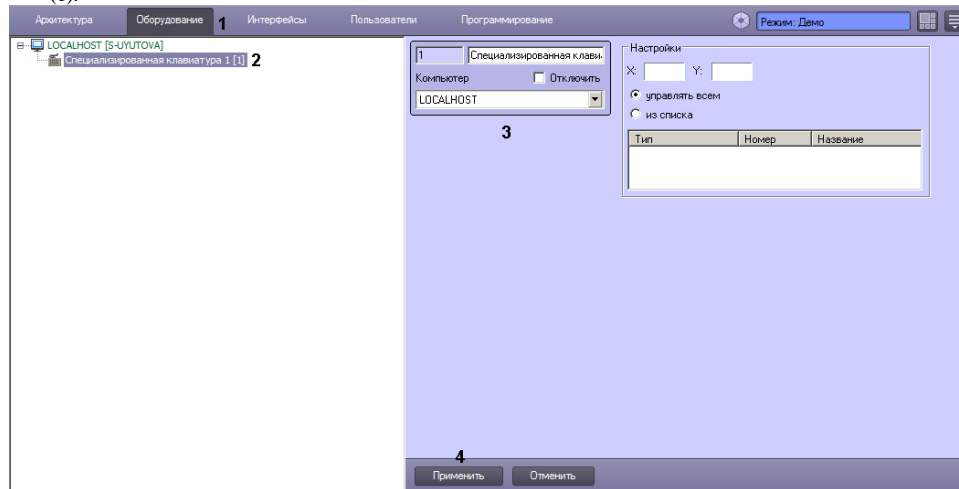 Архитектура Оборудование 1 Интерфейсы Пользователи Программирование Режим: Демо
LOCALHOST [S-UYUTOVA]
Специализированная клавиатура 1 [1] 2
1 Специализированная клави
Компьютер Отключить
LOCALHOST
3
Настройки
X: Y:
управлять всем
из списка
Тип Номер Название
4
Применить Отменить